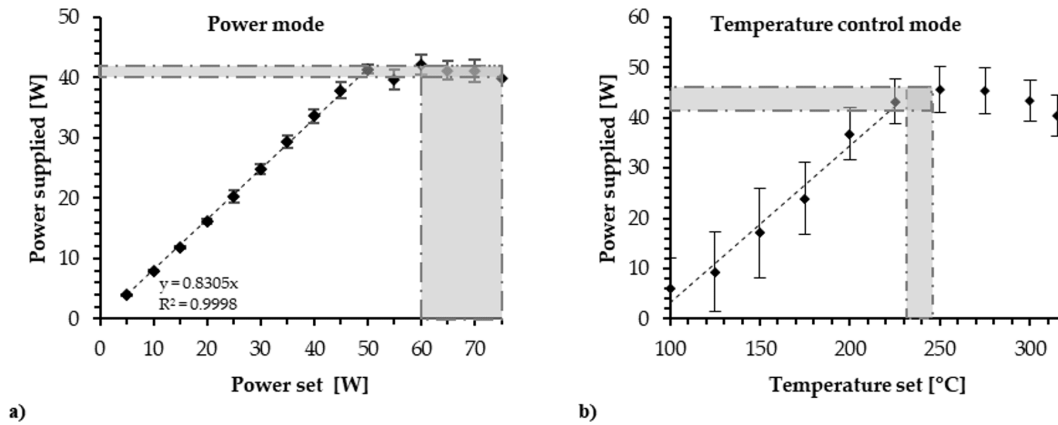 Power mode
Power supplied [W]
50
40
30
20
10
0
y = 0.8305x
R² = 0.9998
0 10 20 30 40 50 60 70
Power set [W]
a)
Temperature control mode
Power supplied [W]
60
50
40
30
20
10
0
100 150 200 250 300
Temperature set [°C]
b)